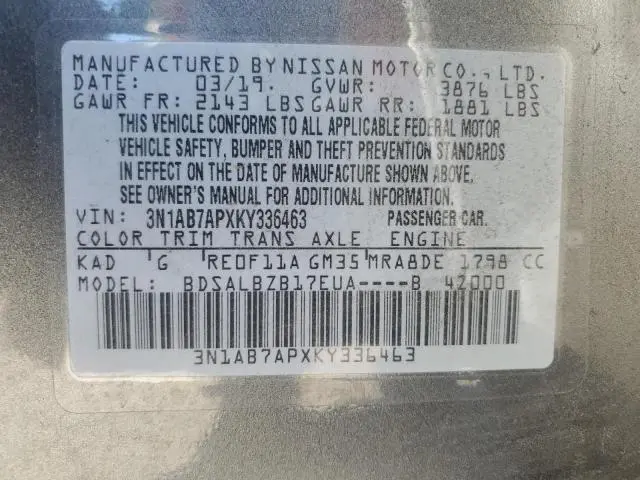 MANUFACTURED BY NISSAN MOTOR CO., LTD.
DATE: 03/19. GVWR: 3876 LBS
GAWR FR: 2143 LBS GAWR RR: 1881 LBS
THIS VEHICLE CONFORMS TO ALL APPLICABLE FEDERAL MOTOR
VEHICLE SAFETY, BUMPER AND THEFT PREVENTION STANDARDS
IN EFFECT ON THE DATE OF MANUFACTURE SHOWN ABOVE.
SEE OWNER'S MANUAL FOR ADDITIONAL INFORMATION.
VIN: 3N1AB7APXKY336463 PASSENGER CAR.
COLOR TRIM TRANS AXLE ENGINE
KAD G RE0F11A GM35 MRA8DE 1798 CC
MODEL: BDSALBZB17EUA----B 42000
3N1AB7APXKY336463